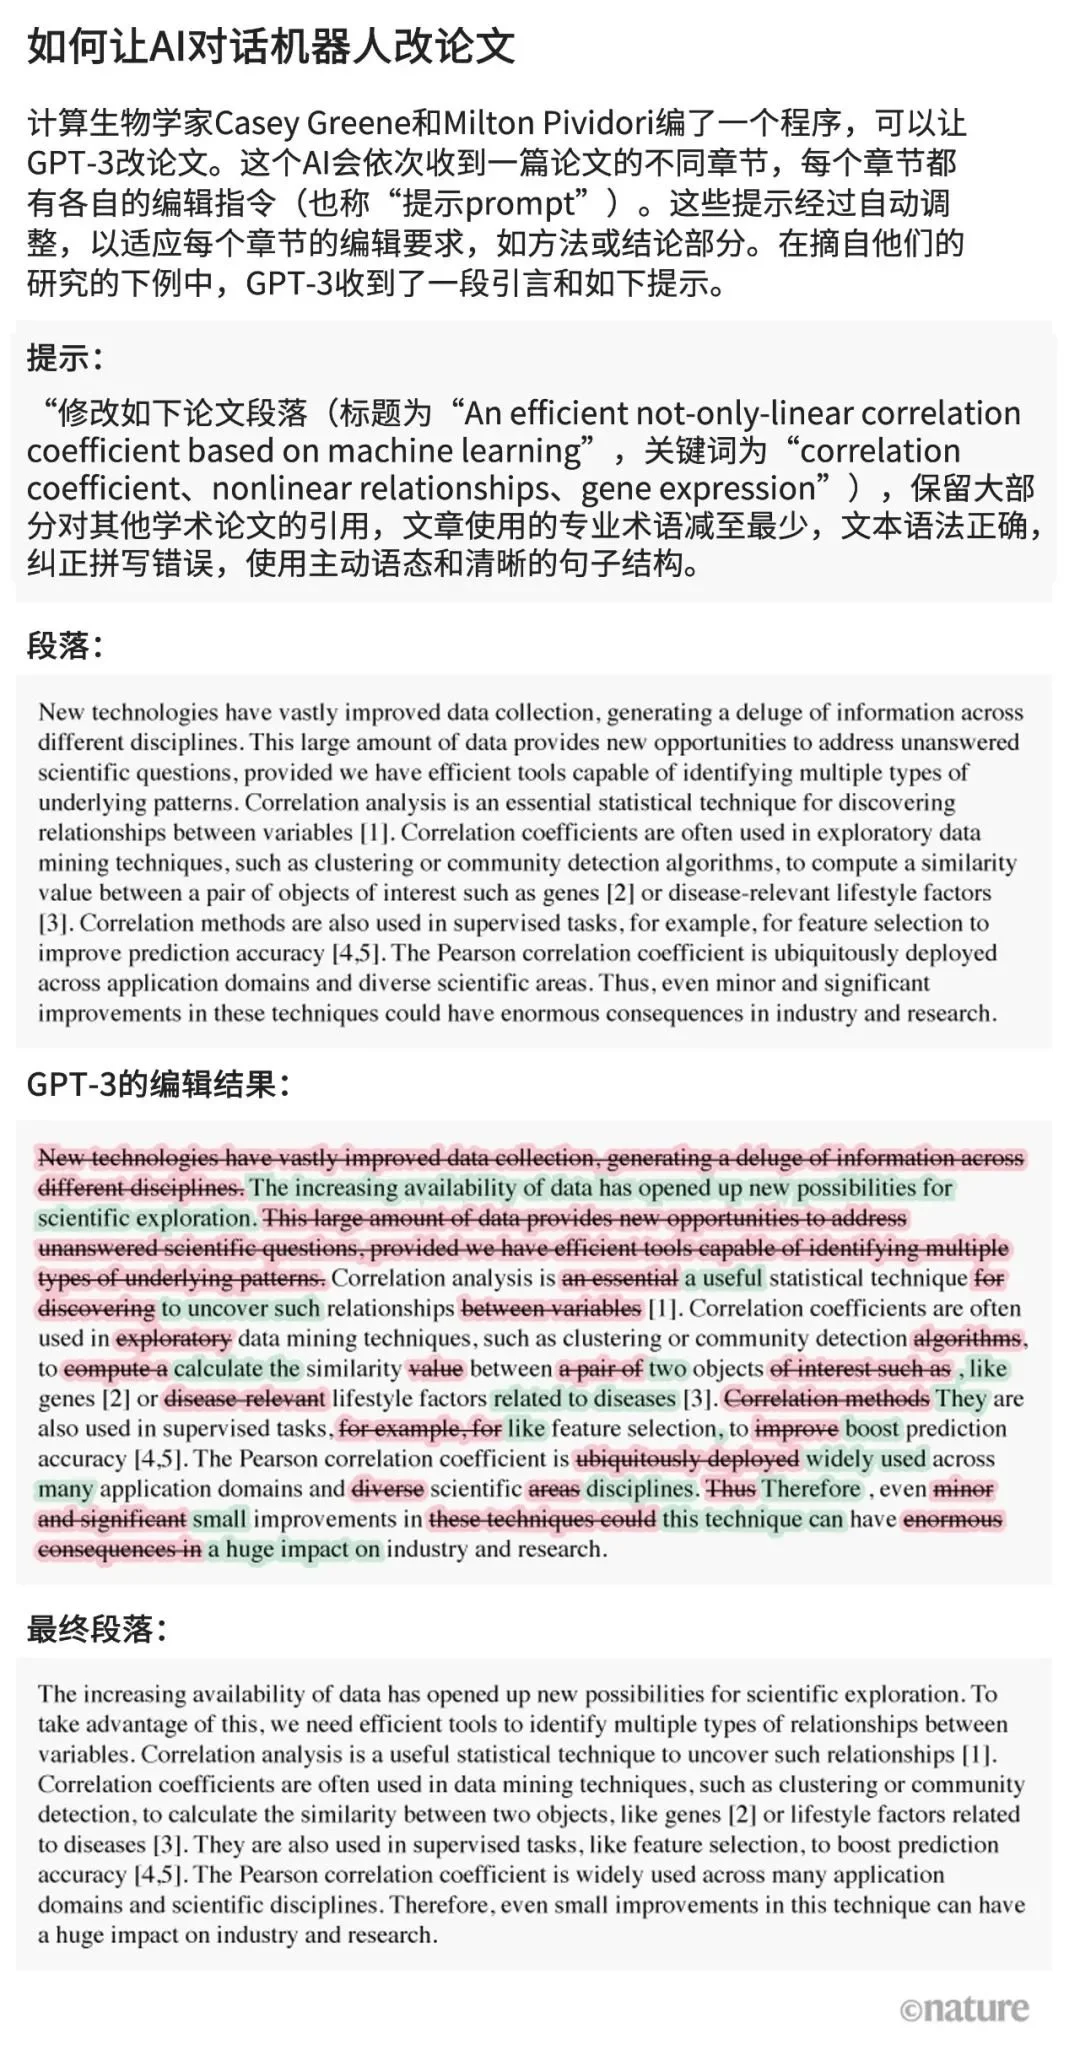 如何让AI对话机器人改论文
计算生物学家Casey Greene和Milton Pividori编了一个程序，可以让
GPT-3改论文。这个AI会依次收到一篇论文的不同章节，每个章节都
有各自的编辑指令（也称“提示prompt”）。这些提示经过自动调
整，以适应每个章节的编辑要求，如方法或结论部分。在摘自他们的
研究的下例中，GPT-3收到了一段引言和如下提示。
提示：
“修改如下论文段落（标题为“An efficient not-only-linear correlation
coefficient based on machine learning”，关键词为“correlation
coefficient、nonlinear relationships、gene expression”），保留大部
分对其他学术论文的引用，文章使用的专业术语减至最少，文本语法正确，
纠正拼写错误，使用主动语态和清晰的句子结构。
段落：
New technologies have vastly improved data collection, generating a deluge of information across
different disciplines. This large amount of data provides new opportunities to address unanswered
scientific questions, provided we have efficient tools capable of identifying multiple types of
underlying patterns. Correlation analysis is an essential statistical technique for discovering
relationships between variables [1]. Correlation coefficients are often used in exploratory data
mining techniques, such as clustering or community detection algorithms, to compute a similarity
value between a pair of objects of interest such as genes [2] or disease-relevant lifestyle factors
[3]. Correlation methods are also used in supervised tasks, for example, for feature selection to
improve prediction accuracy [4,5]. The Pearson correlation coefficient is ubiquitously deployed
across application domains and diverse scientific areas. Thus, even minor and significant
improvements in these techniques could have enormous consequences in industry and research.
GPT-3的编辑结果：
New technologies have vastly improved data collection, generating a deluge of information across
different disciplines. The increasing availability of data has opened up new possibilities for
scientific exploration. This large amount of data provides new opportunities to address
unanswered scientific questions, provided we have efficient tools capable of identifying multiple
types of underlying patterns. Correlation analysis is an essential a useful statistical technique for
discovering to uncover such relationships between variables [1]. Correlation coefficients are often
used in exploratory data mining techniques, such as clustering or community detection algorithms,
to compute a calculate the similarity value between a pair of two objects of interest such as , like
genes [2] or disease-relevant lifestyle factors related to diseases [3]. Correlation methods They are
also used in supervised tasks, for example, for like feature selection, to improve boost prediction
accuracy [4,5]. The Pearson correlation coefficient is ubiquitously deployed widely used across
many application domains and diverse scientific areas disciplines. Thus Therefore , even minor
and significant small improvements in these techniques could this technique can have enormous
consequences in a huge impact on industry and research.
最终段落：
The increasing availability of data has opened up new possibilities for scientific exploration. To
take advantage of this, we need efficient tools to identify multiple types of relationships between
variables. Correlation analysis is a useful statistical technique to uncover such relationships [1].
Correlation coefficients are often used in data mining techniques, such as clustering or community
detection, to calculate the similarity between two objects, like genes [2] or lifestyle factors related
to diseases [3]. They are also used in supervised tasks, like feature selection, to boost prediction
accuracy [4,5]. The Pearson correlation coefficient is widely used across many application
domains and scientific disciplines. Therefore, even small improvements in this technique can have
a huge impact on industry and research.
©nature